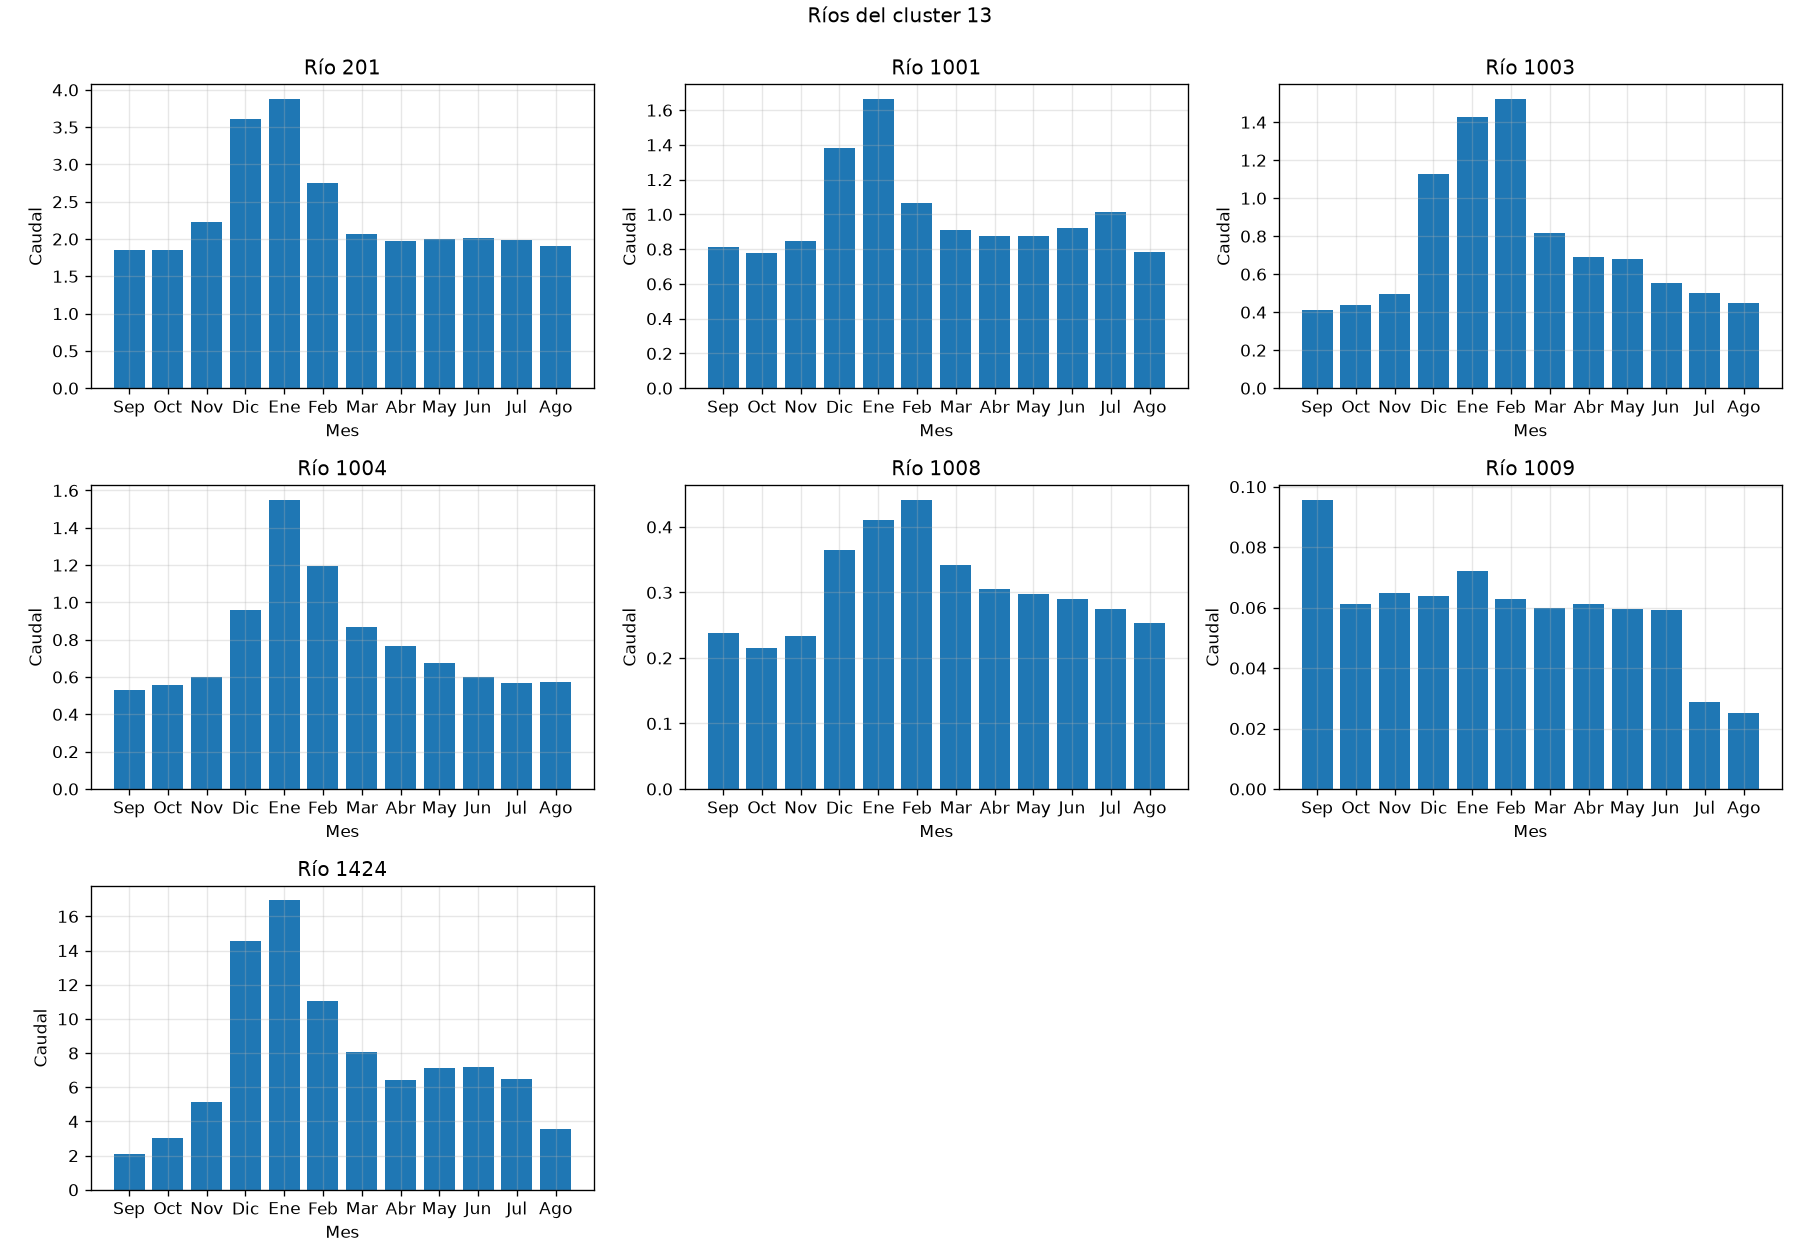 Ríos del cluster 13
Río 201
Caudal
4.0
3.5
3.0
2.5
2.0
1.5
1.0
0.5
0.0
Sep Oct Nov Dic Ene Feb Mar Abr May Jun Jul Ago
Mes
Río 1001
Caudal
1.6
1.4
1.2
1.0
0.8
0.6
0.4
0.2
0.0
Sep Oct Nov Dic Ene Feb Mar Abr May Jun Jul Ago
Mes
Río 1003
Caudal
1.4
1.2
1.0
0.8
0.6
0.4
0.2
0.0
Sep Oct Nov Dic Ene Feb Mar Abr May Jun Jul Ago
Mes
Río 1004
Caudal
1.6
1.4
1.2
1.0
0.8
0.6
0.4
0.2
0.0
Sep Oct Nov Dic Ene Feb Mar Abr May Jun Jul Ago
Mes
Río 1008
Caudal
0.4
0.3
0.2
0.1
0.0
Sep Oct Nov Dic Ene Feb Mar Abr May Jun Jul Ago
Mes
Río 1009
Caudal
0.10
0.08
0.06
0.04
0.02
0.00
Sep Oct Nov Dic Ene Feb Mar Abr May Jun Jul Ago
Mes
Río 1424
Caudal
16
14
12
10
8
6
4
2
0
Sep Oct Nov Dic Ene Feb Mar Abr May Jun Jul Ago
Mes